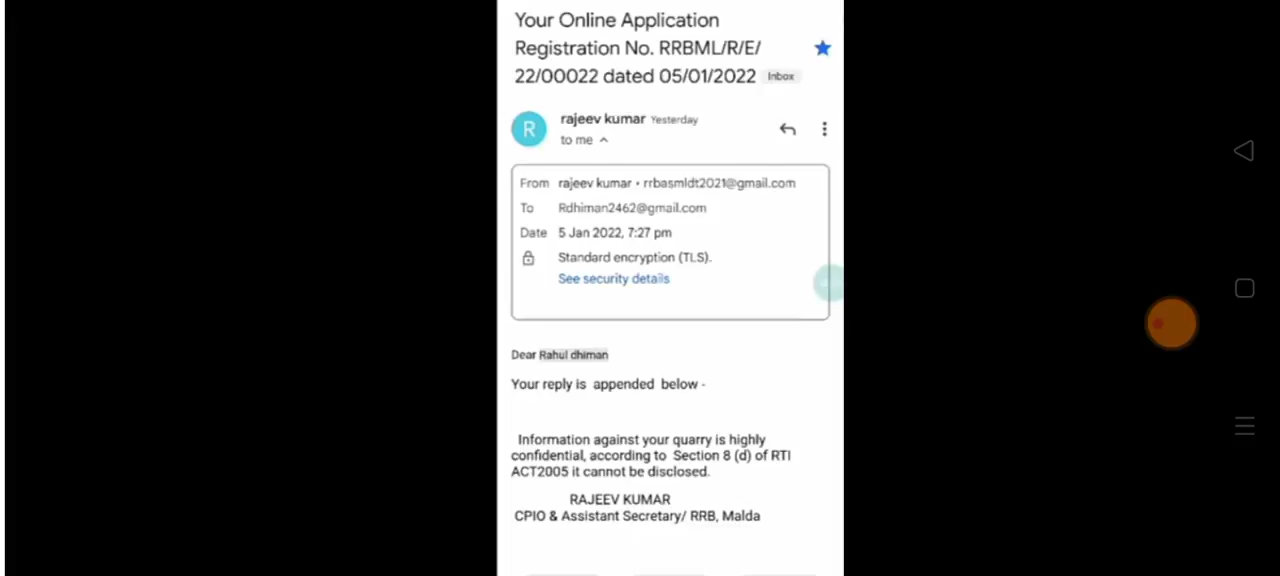 Your Online Application
Registration No. RRBML/R/E/
22/00022 dated 05/01/2022 Inbox
R
rajeev kumar Yesterday
to me
From rajeev kumar • rrbasmldt2021@gmail.com
To Rdhiman2462@gmail.com
Date 5 Jan 2022, 7:27 pm
Standard encryption (TLS).
See security details
Dear Rahul dhiman
Your reply is appended below -
Information against your quarry is highly
confidential, according to Section 8 (d) of RTI
ACT2005 it cannot be disclosed.
RAJEEV KUMAR
CPIO & Assistant Secretary/ RRB, Malda